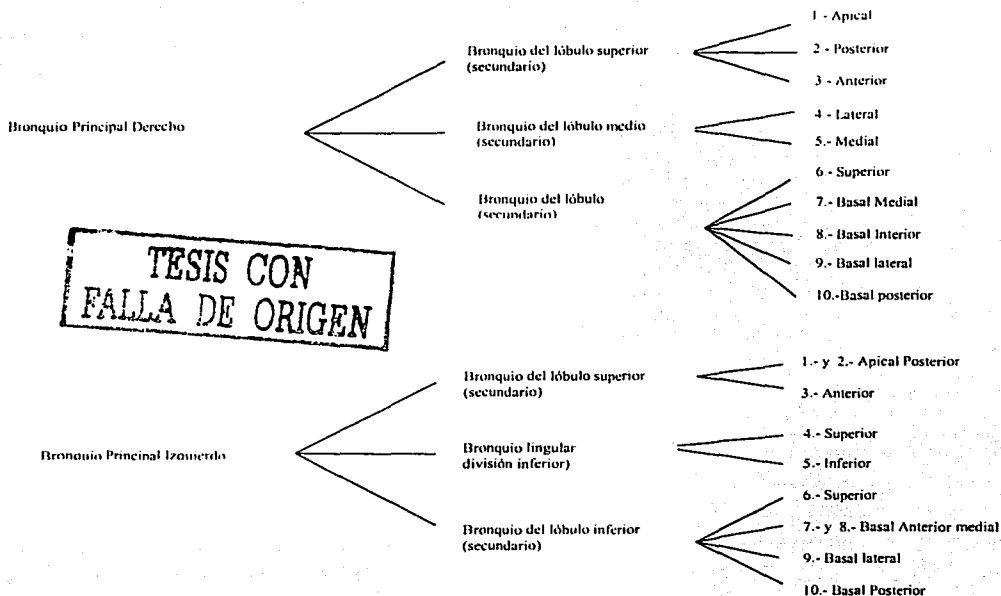 Bronquio Principal Derecho
Bronquio del lóbulo superior
(secundario)
1 - Apical
2 - Posterior
3 - Anterior
Bronquio del lóbulo medio
(secundario)
4 - Lateral
5.- Medial
Bronquio del lóbulo
(secundario)
6 - Superior
7.- Basal Medial
8.- Basal Interior
9.- Basal lateral
10.-Basal posterior
TESIS CON
FALLA DE ORIGEN
Bronquio Principal Izquierdo
Bronquio del lóbulo superior
(secundario)
1.- y 2.- Apical Posterior
3.- Anterior
Bronquio lingular
división inferior)
4.- Superior
5.- Inferior
Bronquio del lóbulo inferior
(secundario)
6.- Superior
7.- y 8.- Basal Anterior medial
9.- Basal lateral
10.- Basal Posterior